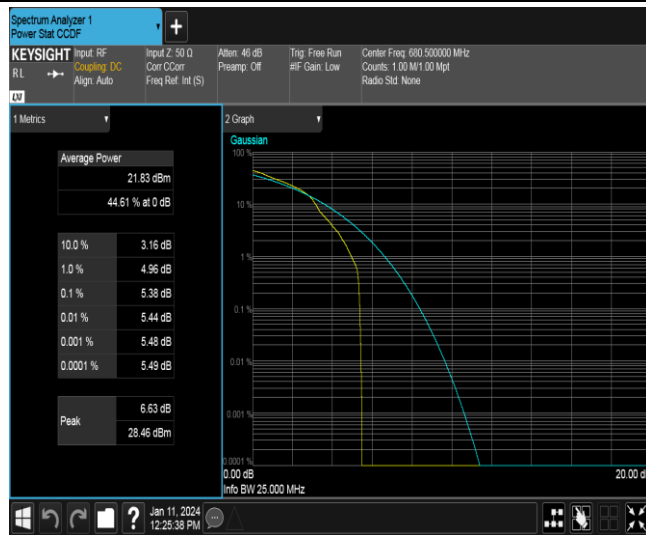 Spectrum Analyzer 1
Power Stat CCDF
+
KEYSIGHT
RL
LXI
Input: RF
Coupling: DC
Align: Auto
Input Z: 50 Ω
Corr CCorr
Freq Ref: Int (S)
Atten: 46 dB
Preamp: Off
Trig: Free Run
#IF Gain: Low
Center Freq: 680.500000 MHz
Counts: 1.00 M/1.00 Mpt
Radio Std: None
1 Metrics
Average Power
21.83 dBm
44.61 % at 0 dB
10.0 % 3.16 dB
1.0 % 4.96 dB
0.1 % 5.38 dB
0.01 % 5.44 dB
0.001 % 5.48 dB
0.0001 % 5.49 dB
Peak
6.63 dB
28.46 dBm
2 Graph
Gaussian
100 %
10 %
1 %
0.1 %
0.01 %
0.001 %
0.0001 %
0.00 dB
20.00 d
Info BW 25.000 MHz
?
Jan 11, 2024
12:25:38 PM